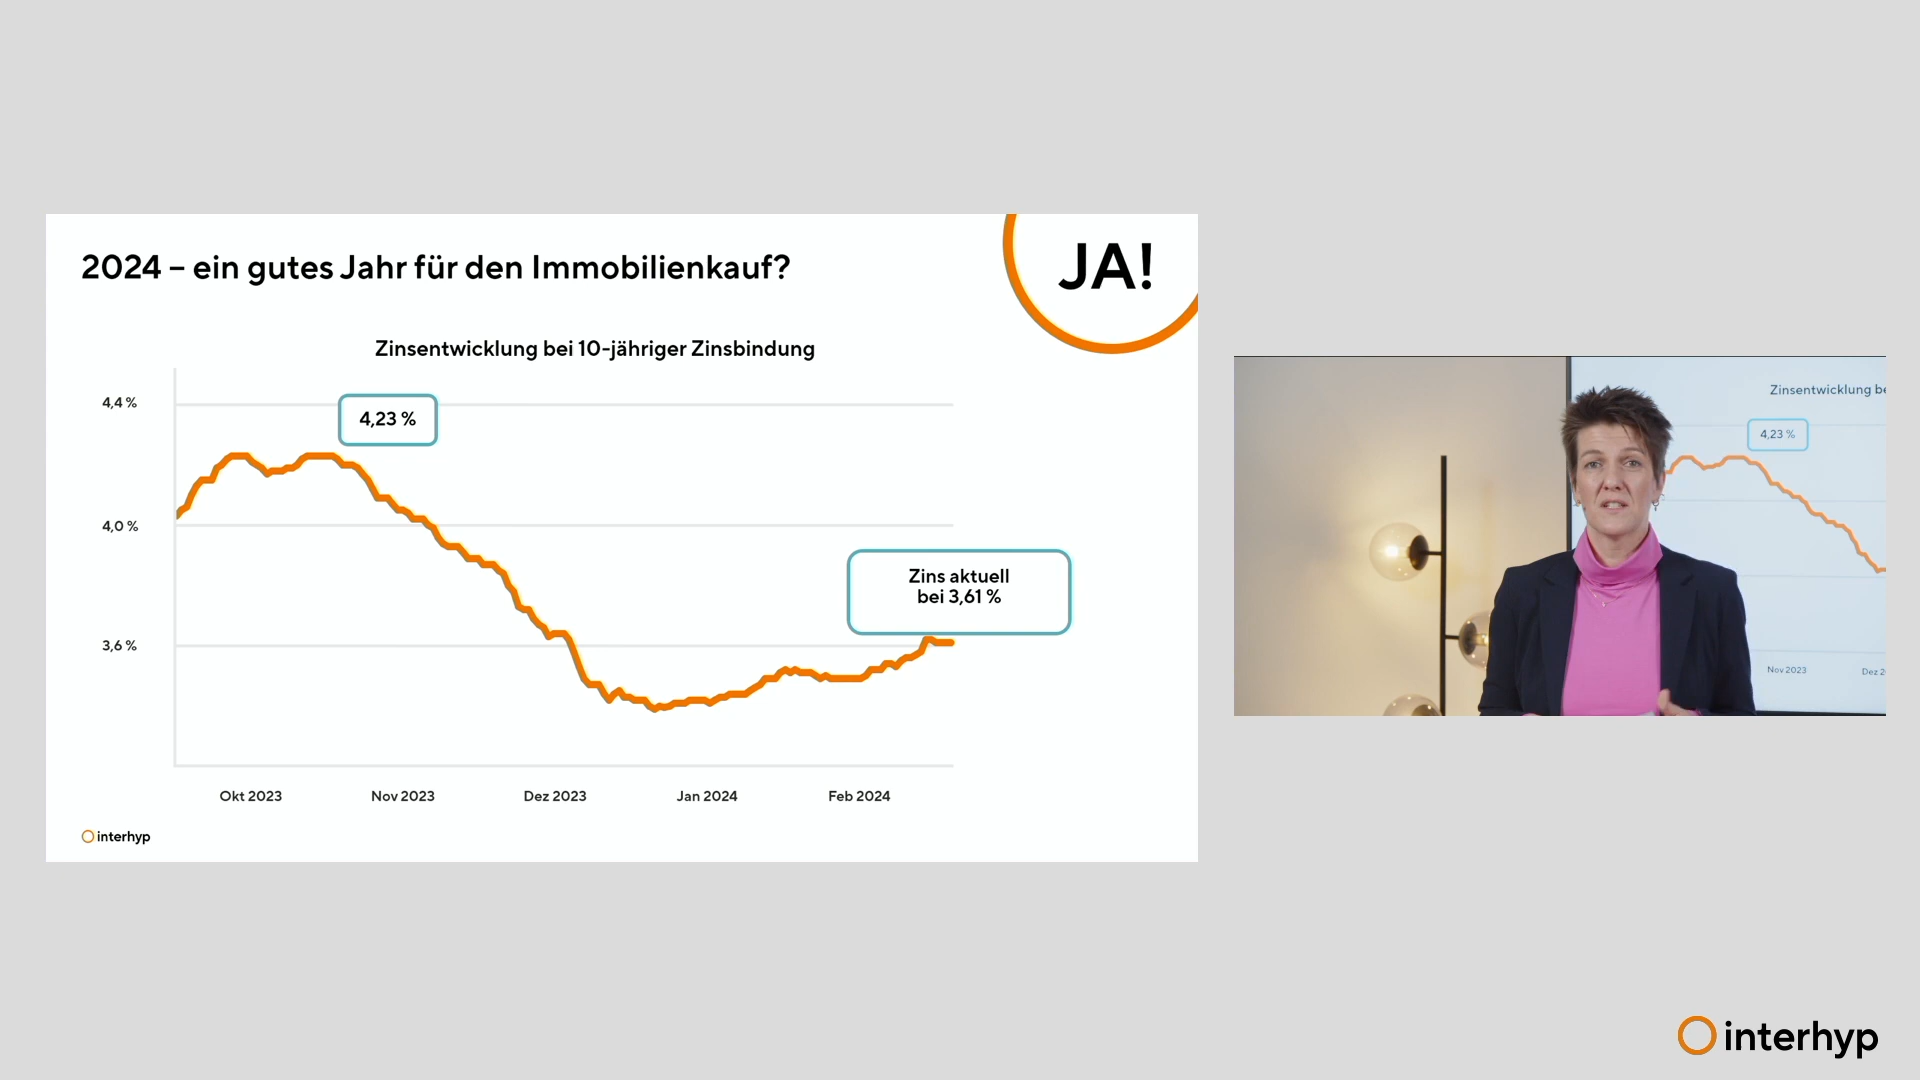 2024 – ein gutes Jahr für den Immobilienkauf?
JA!
Zinsentwicklung bei 10-jähriger Zinsbindung
4,4 %
4,23 %
4,0 %
Zins aktuell
bei 3,61 %
3,6 %
Okt 2023
Nov 2023
Dez 2023
Jan 2024
Feb 2024
interhyp
Zinsentwicklung be
4,23 %
Nov 2023
Dez 2
interhyp